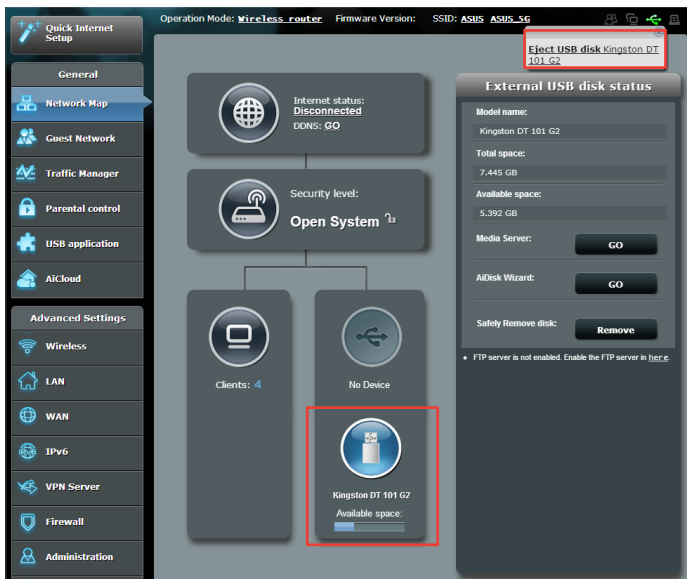 Quick Internet
Setup
Operation Mode: Wireless router Firmware Version: SSID: ASUS ASUS_5G
Eject USB disk Kingston DT
101 G2
General
Network Map
Guest Network
Traffic Manager
Parental control
USB application
AiCloud
Advanced Settings
Wireless
LAN
WAN
IPv6
VPN Server
Firewall
Administration
Internet status:
Disconnected
DDNS: GO
Security level:
Open System
Clients: 4
No Device
Kingston DT 101 G2
Available space:
External USB disk status
Model name:
Kingston DT 101 G2
Total space:
7.445 GB
Available space:
5.392 GB
Media Server: GO
AiDisk Wizard: GO
Safely Remove disk: Remove
• FTP server is not enabled. Enable the FTP server in here.